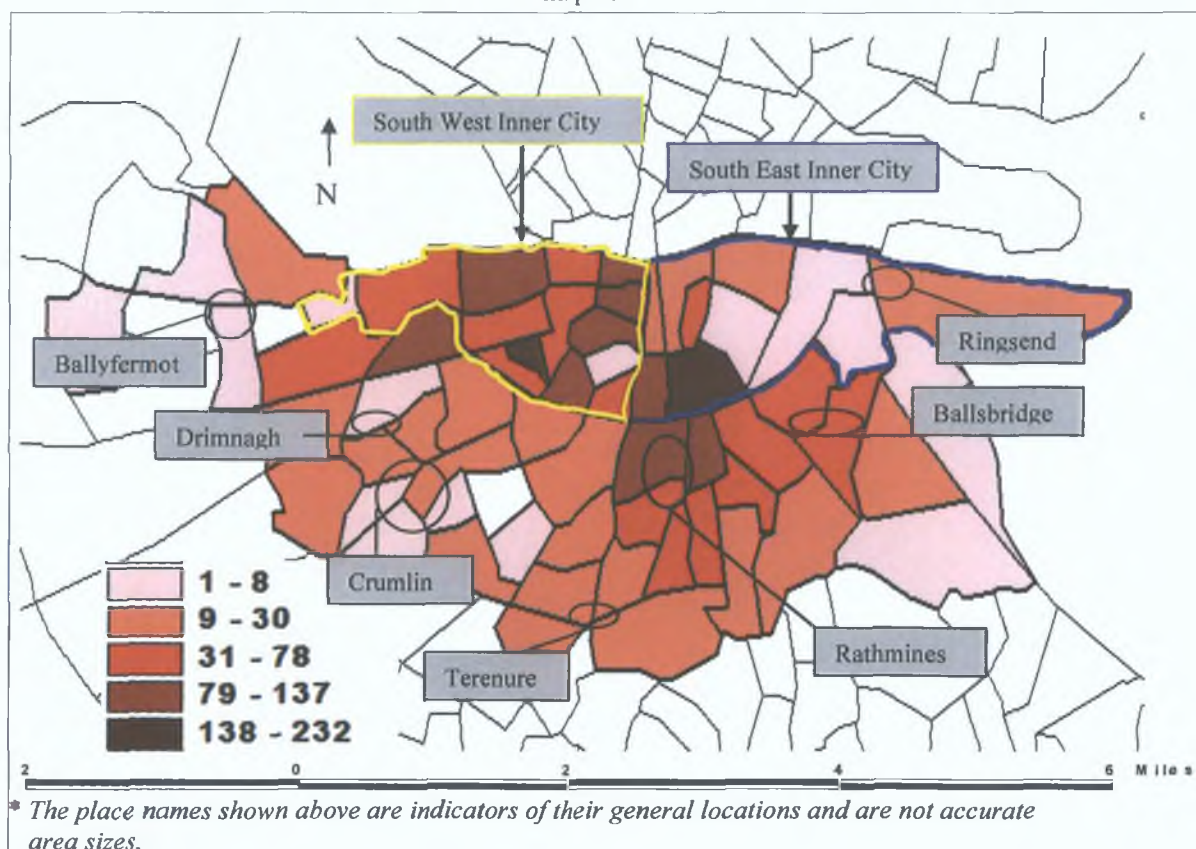 South West Inner City
South East Inner City
N
Ballyfermot
Ringsend
Drimnagh
Ballsbridge
Crumlin
Rathmines
Terenure
1 - 8
9 - 30
31 - 78
79 - 137
138 - 232
2 0 2 4 6 Miles
* The place names shown above are indicators of their general locations and are not accurate
area sizes.